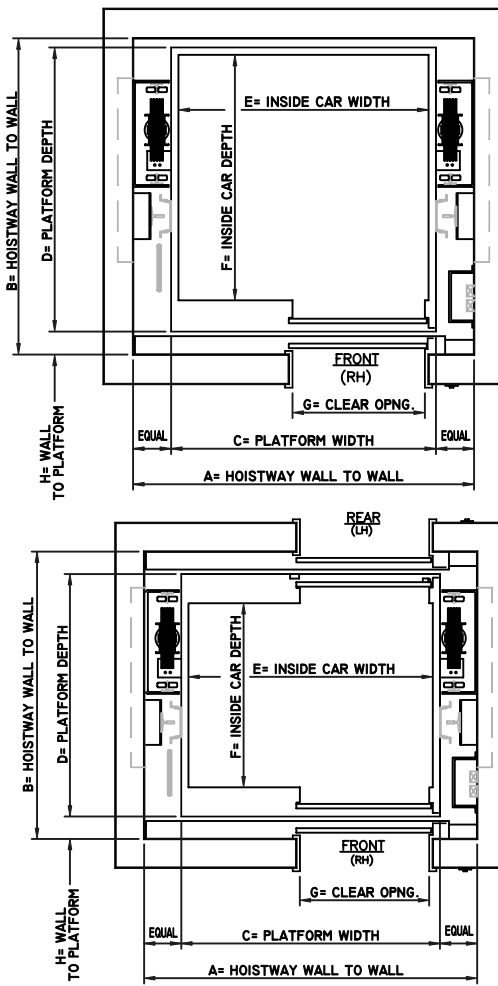 E= INSIDE CAR WIDTH
B= HOISTWAY WALL TO WALL
D= PLATFORM DEPTH
F= INSIDE CAR DEPTH
FRONT
(RH)
G= CLEAR OPNG.
H= WALL
TO PLATFORM
EQUAL
C= PLATFORM WIDTH
EQUAL
A= HOISTWAY WALL TO WALL
REAR
(LH)
B= HOISTWAY WALL TO WALL
D= PLATFORM DEPTH
F= INSIDE CAR DEPTH
E= INSIDE CAR WIDTH
FRONT
(RH)
G= CLEAR OPNG.
H= WALL
TO PLATFORM
EQUAL
C= PLATFORM WIDTH
EQUAL
A= HOISTWAY WALL TO WALL